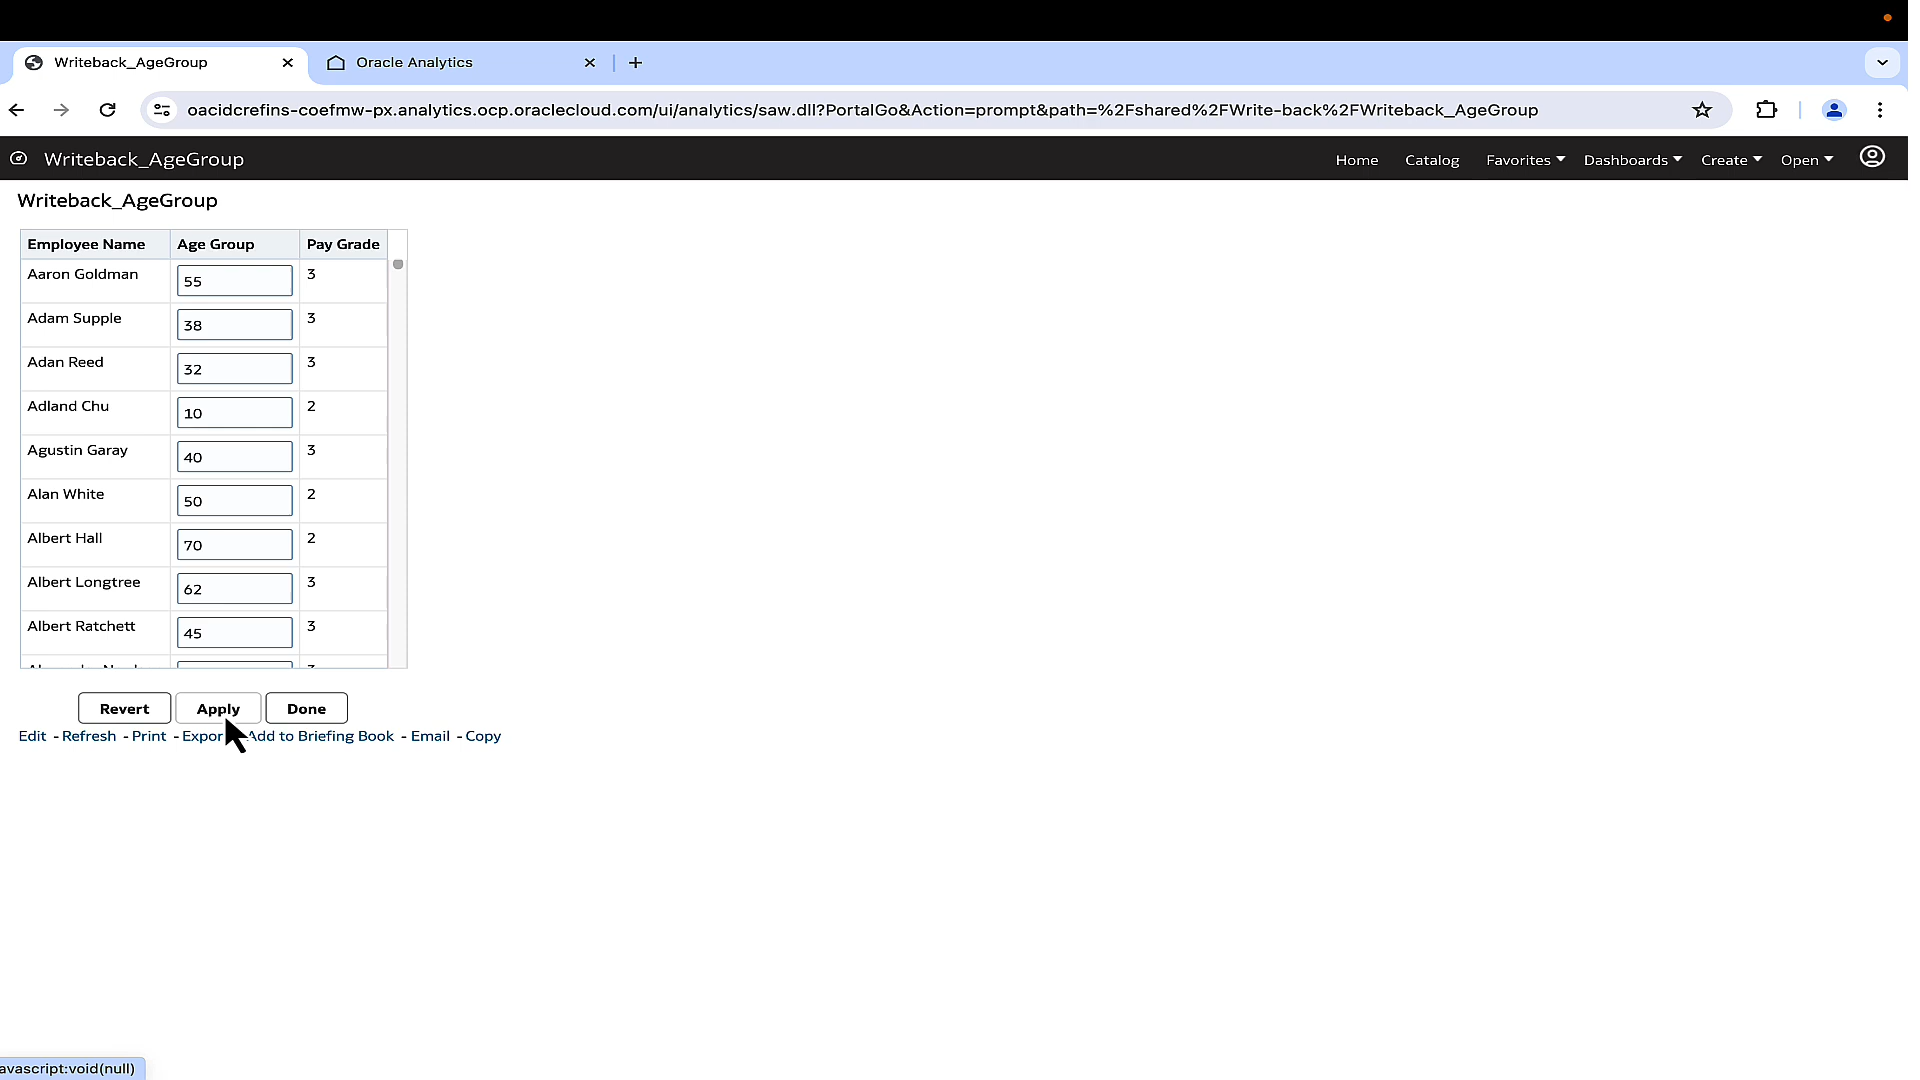 Writeback_AgeGroup
Oracle Analytics
oacidcrefins-coefmw-px.analytics.ocp.oraclecloud.com/ui/analytics/saw.dll?PortalGo&Action=prompt&path=%2Fshared%2FWrite-back%2FWriteback_AgeGroup
Writeback_AgeGroup Home Catalog Favorites Dashboards Create Open
Writeback_AgeGroup
Employee Name Age Group Pay Grade
Aaron Goldman 55 3
Adam Supple 38 3
Adan Reed 32 3
Adland Chu 10 2
Agustin Garay 40 3
Alan White 50 2
Albert Hall 70 2
Albert Longtree 62 3
Albert Ratchett 45 3
Revert Apply Done
Edit - Refresh - Print - Expor Add to Briefing Book - Email - Copy
avascript:void(null)